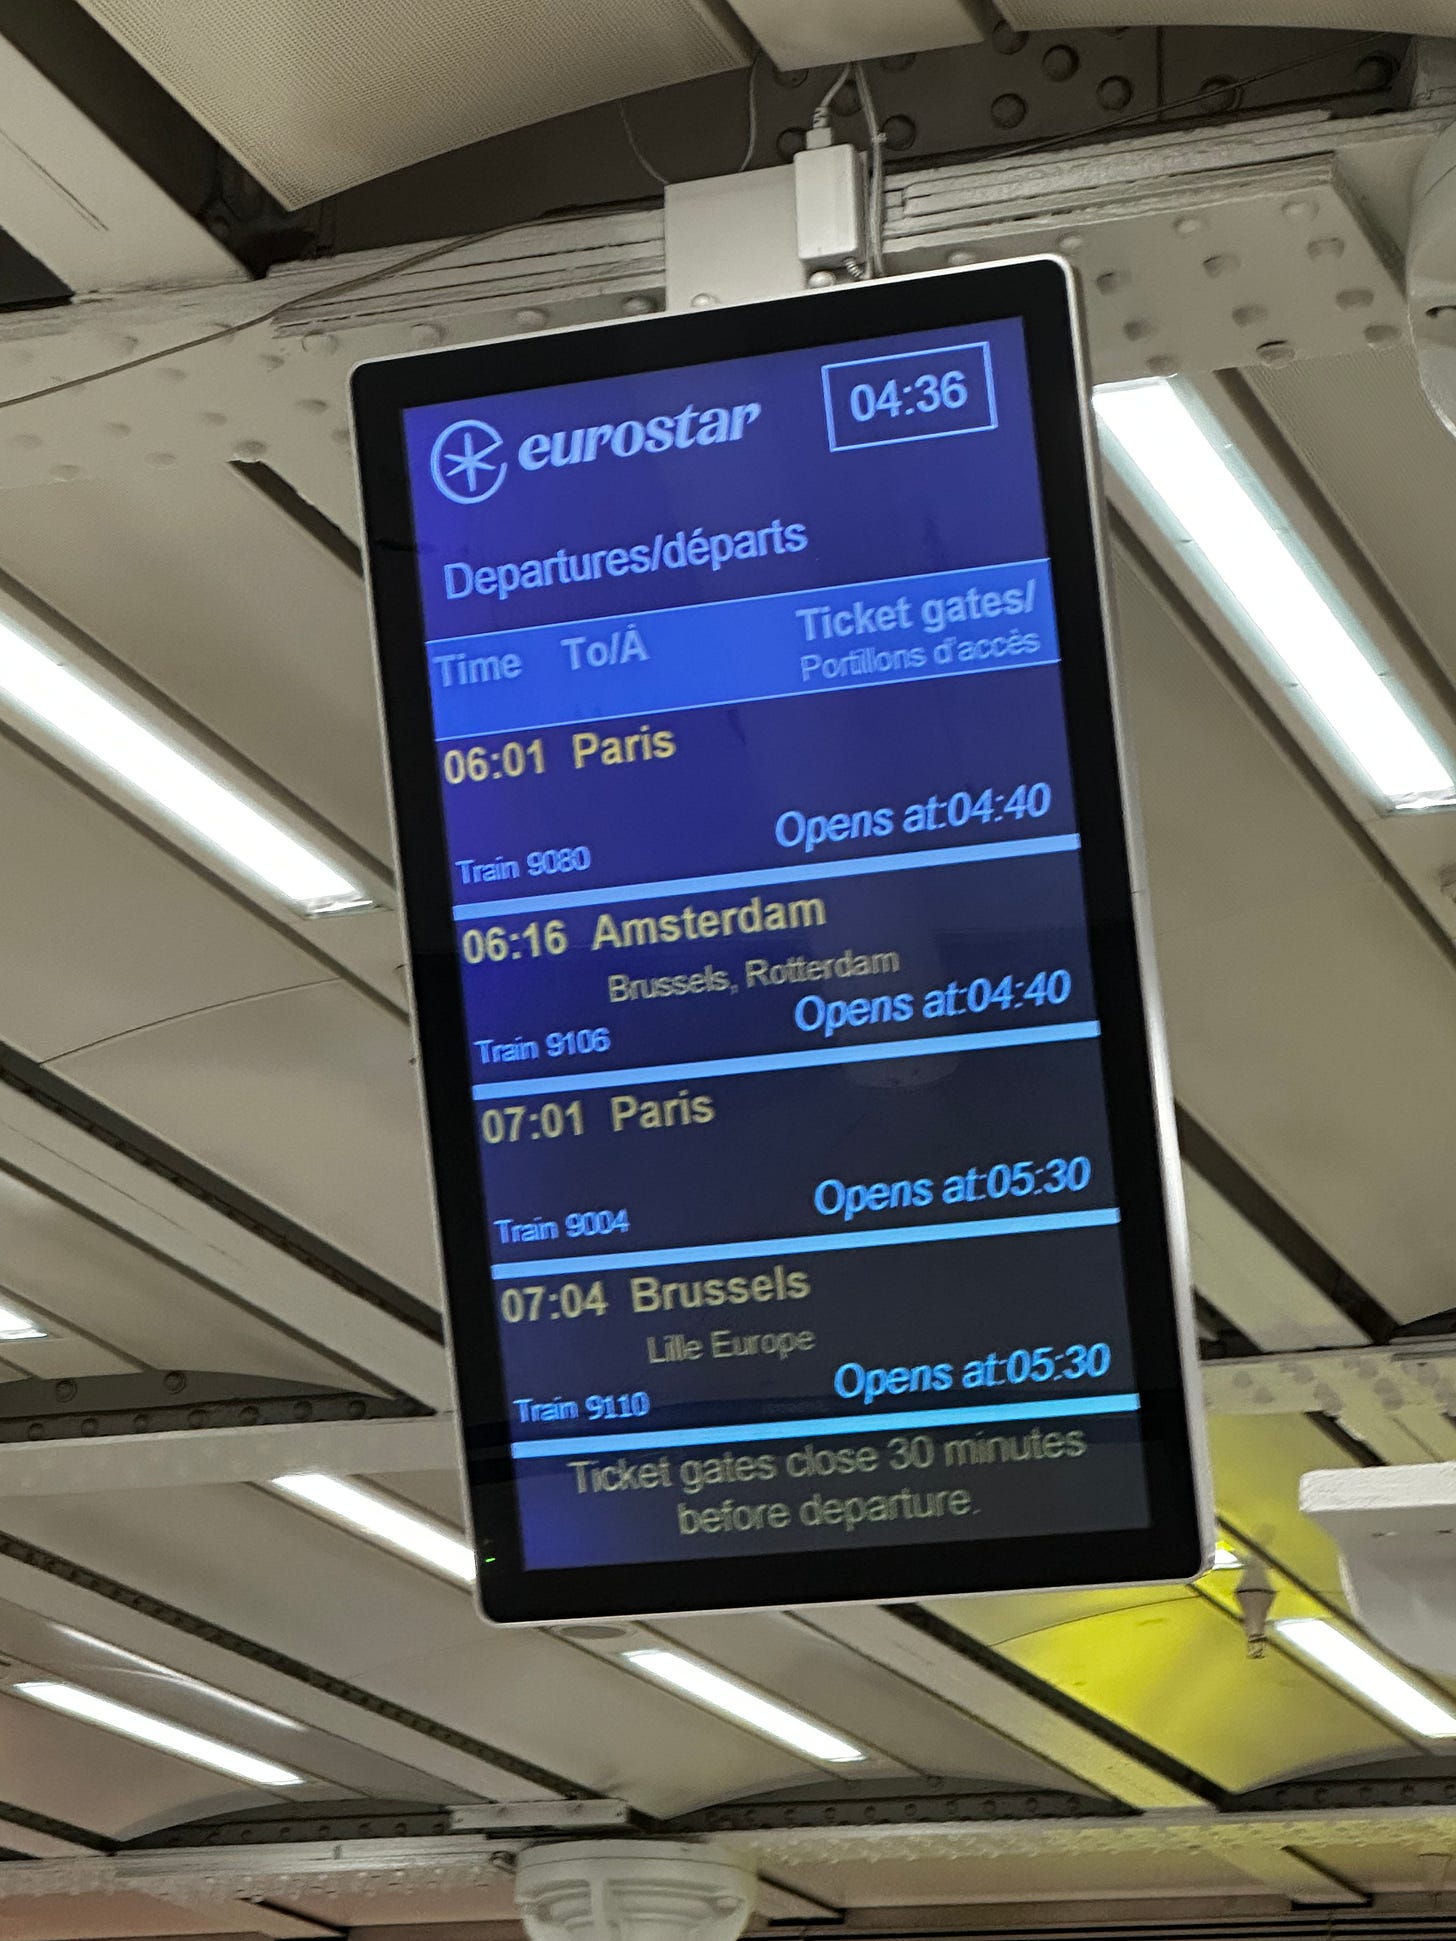 eurostar
04:36
Departures/départs
Time To/À Ticket gates/
Portillons d'accès
06:01 Paris
Opens at:04:40
Train 9080
06:16 Amsterdam
Brussels, Rotterdam
Opens at:04:40
Train 9106
07:01 Paris
Opens at:05:30
Train 9004
07:04 Brussels
Lille Europe
Opens at:05:30
Train 9110
Ticket gates close 30 minutes
before departure.